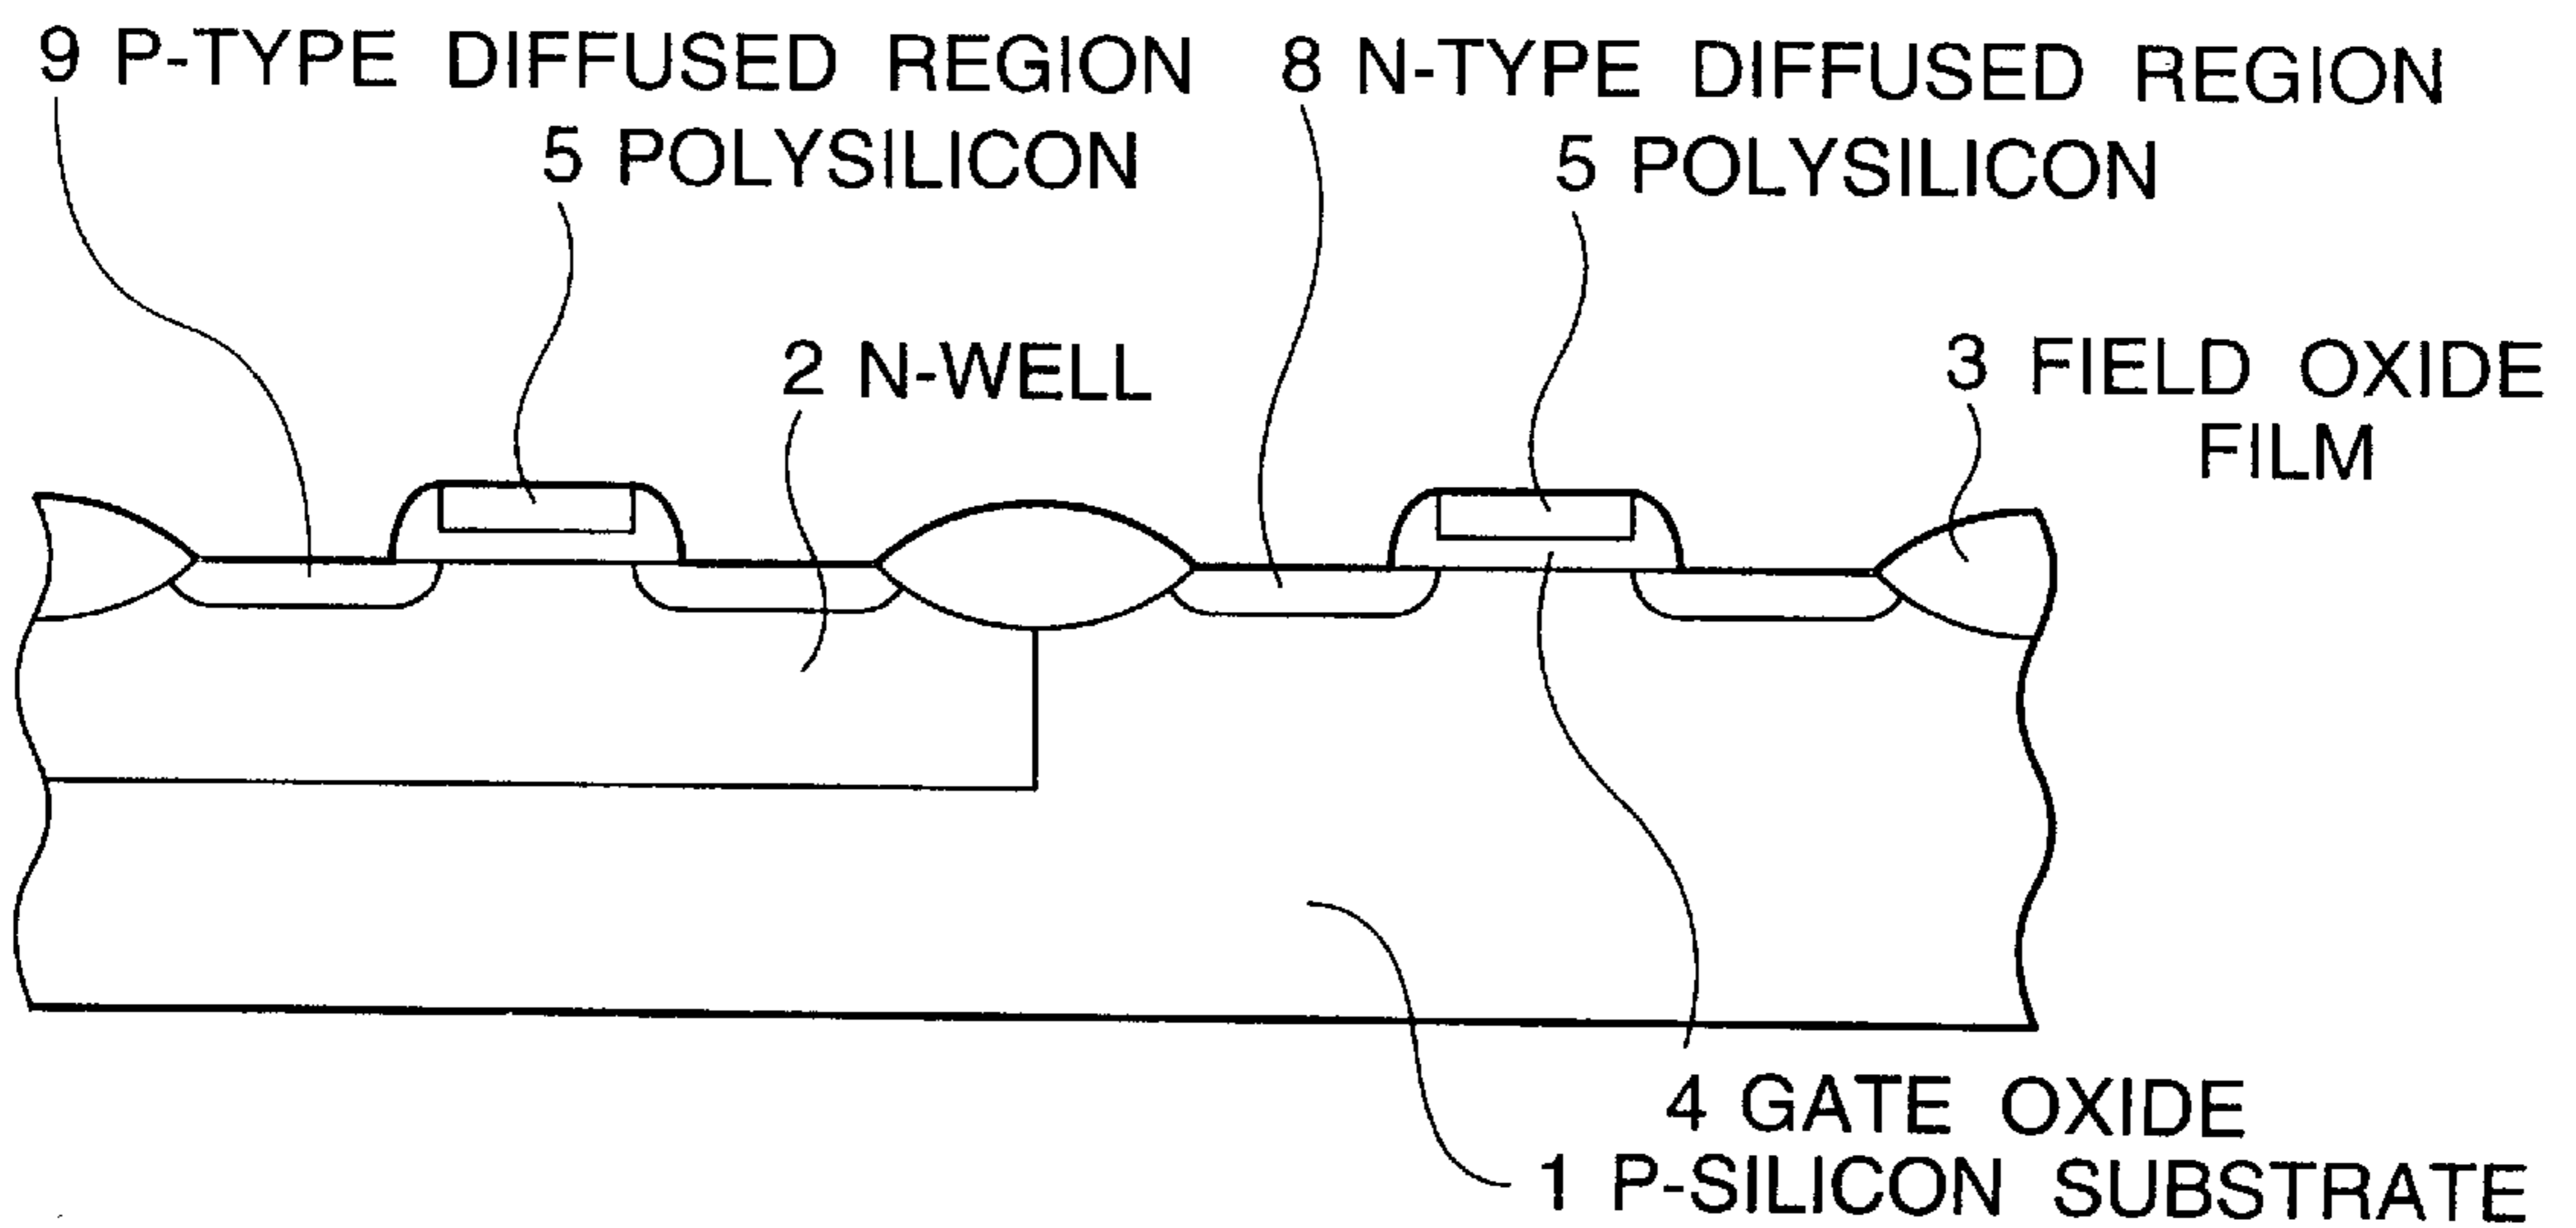 9 P-TYPE DIFFUSED REGION
8 N-TYPE DIFFUSED REGION
5 POLYSILICON
5 POLYSILICON
2 N-WELL
3 FIELD OXIDE
FILM
4 GATE OXIDE
1 P-SILICON SUBSTRATE